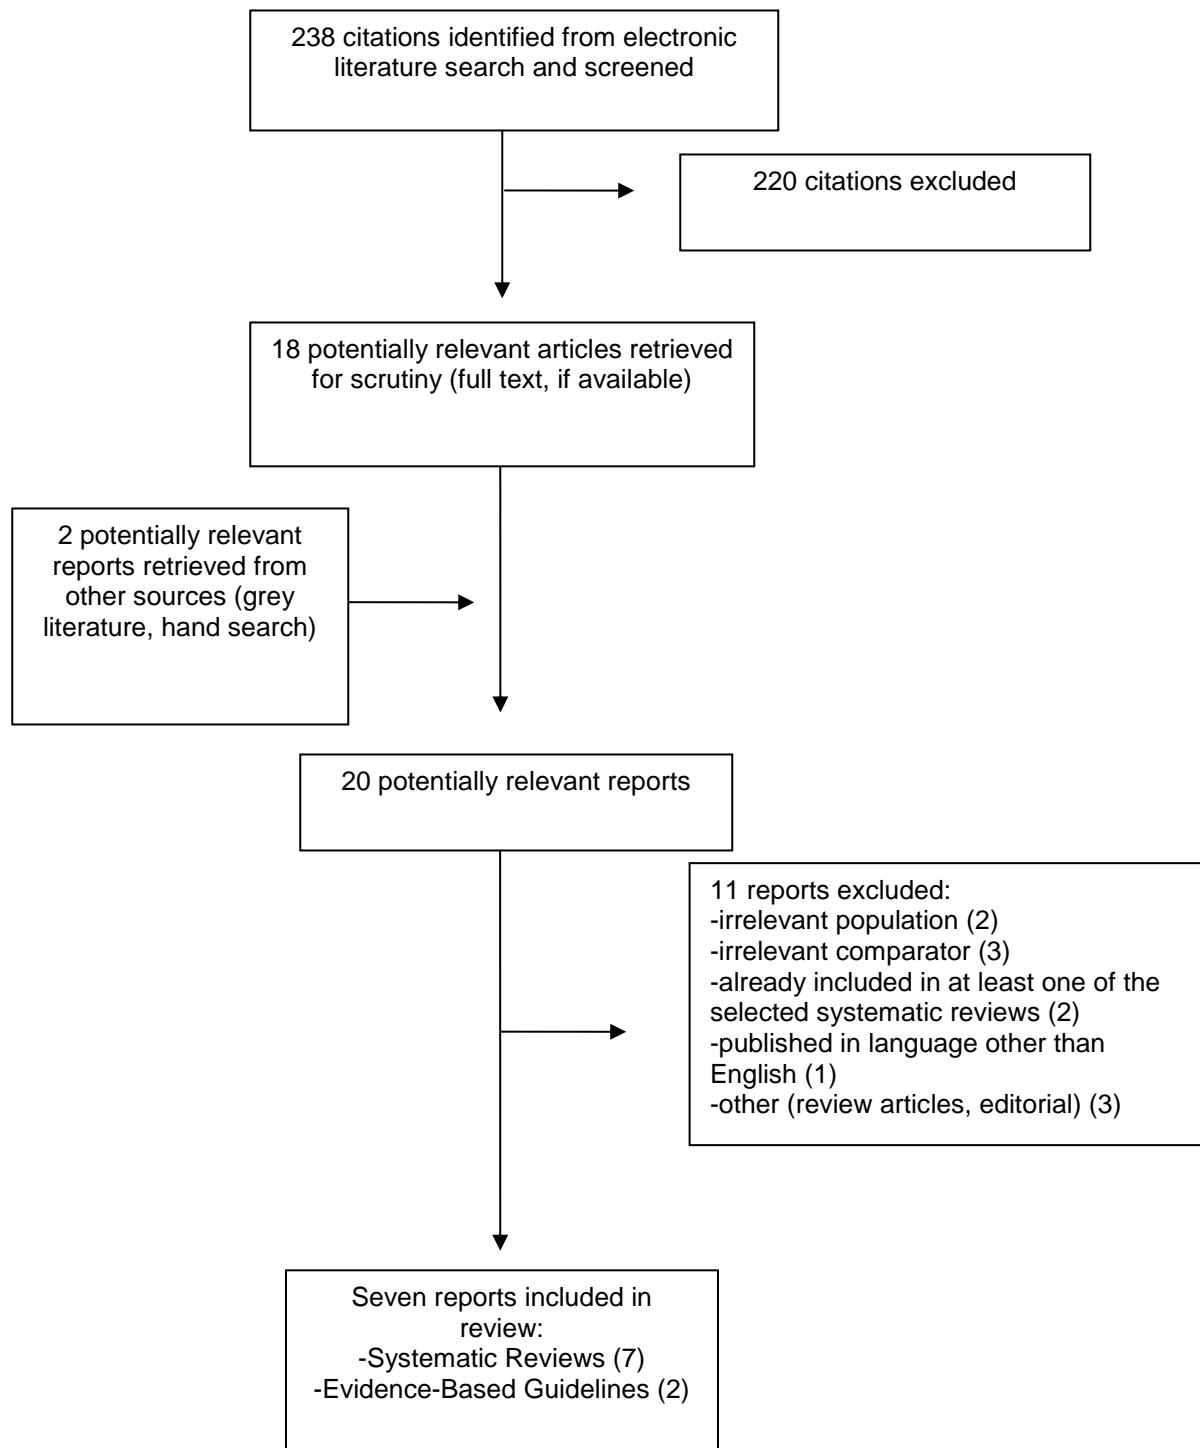 238 citations identified from electronic
literature search and screened
220 citations excluded
18 potentially relevant articles retrieved
for scrutiny (full text, if available)
2 potentially relevant
reports retrieved from
other sources (grey
literature, hand search)
20 potentially relevant reports
11 reports excluded:
-irrelevant population (2)
-irrelevant comparator (3)
-already included in at least one of the
selected systematic reviews (2)
-published in language other than
English (1)
-other (review articles, editorial) (3)
Seven reports included in
review:
-Systematic Reviews (7)
-Evidence-Based Guidelines (2)